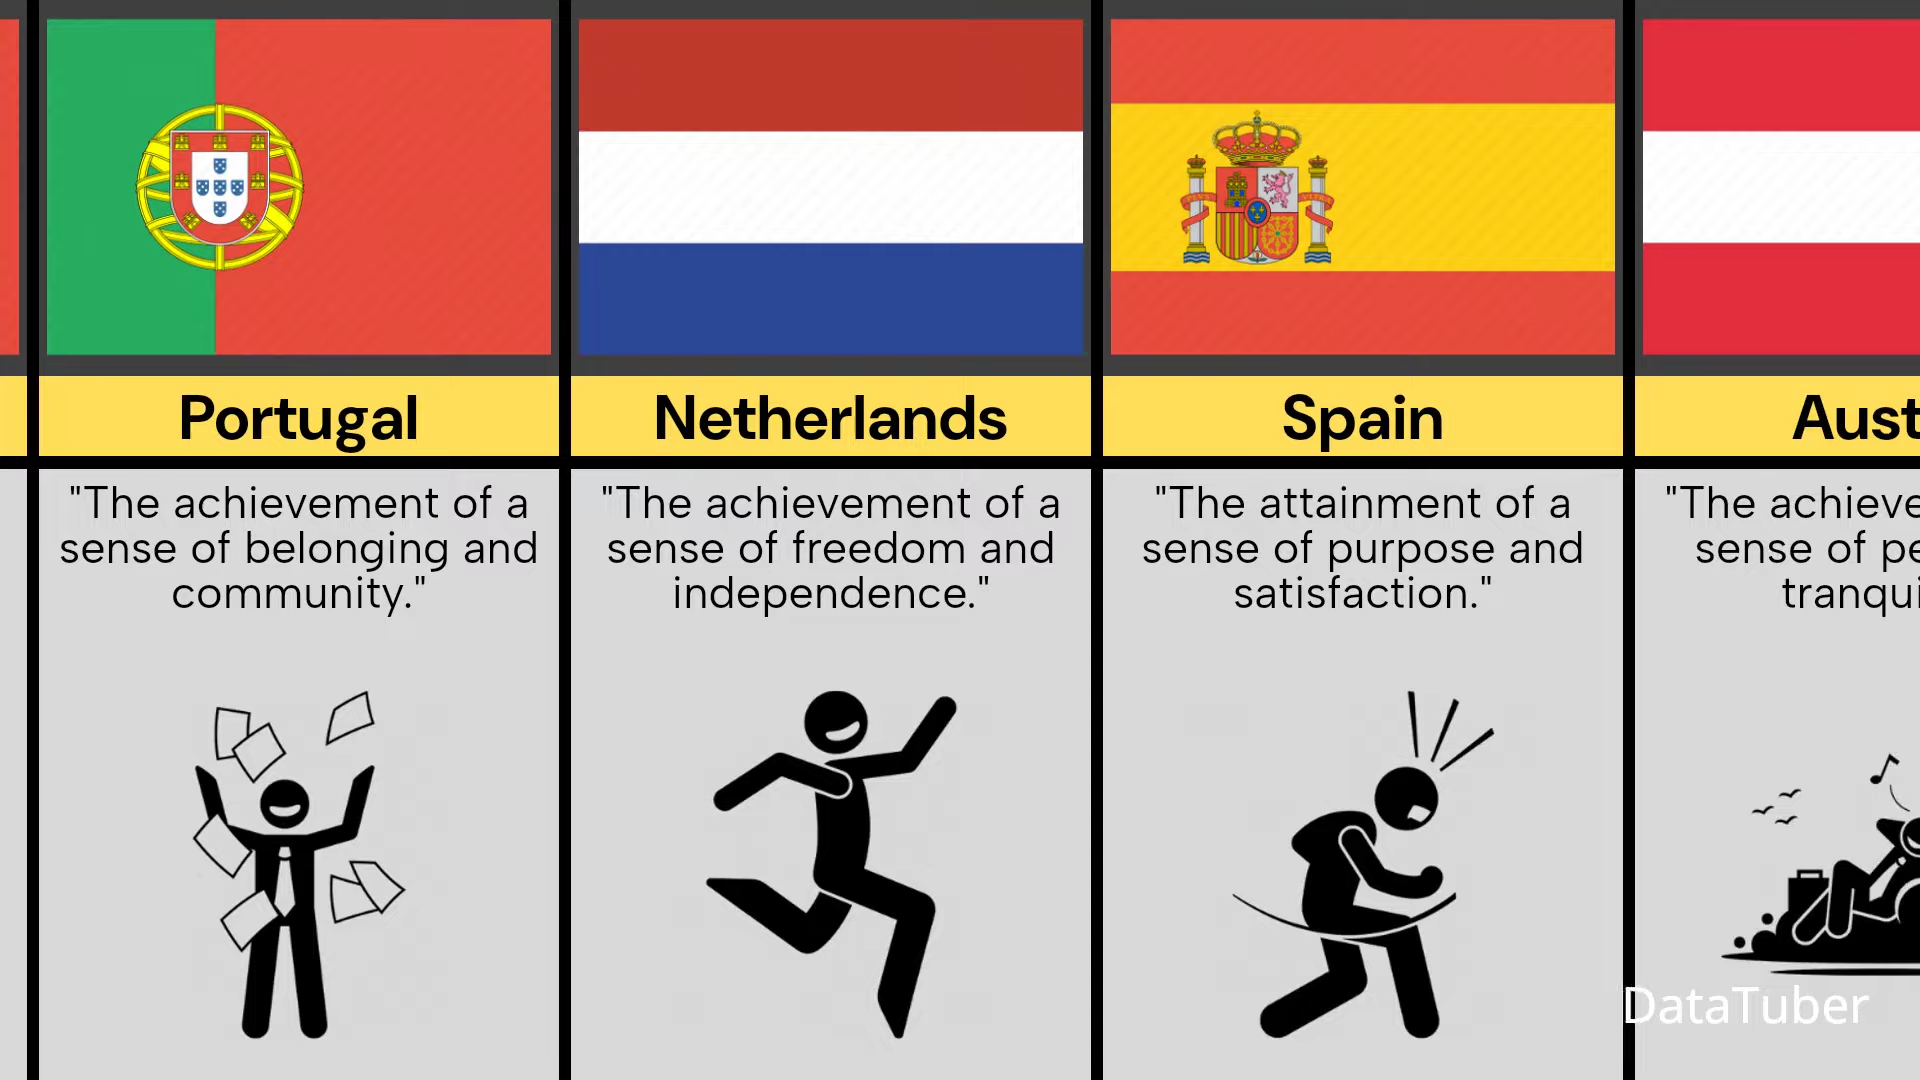 Portugal
"The achievement of a
sense of belonging and
community."
Netherlands
"The achievement of a
sense of freedom and
independence."
Spain
"The attainment of a
sense of purpose and
satisfaction."
Aust
"The achieve
sense of pe
tranqui
DataTuber